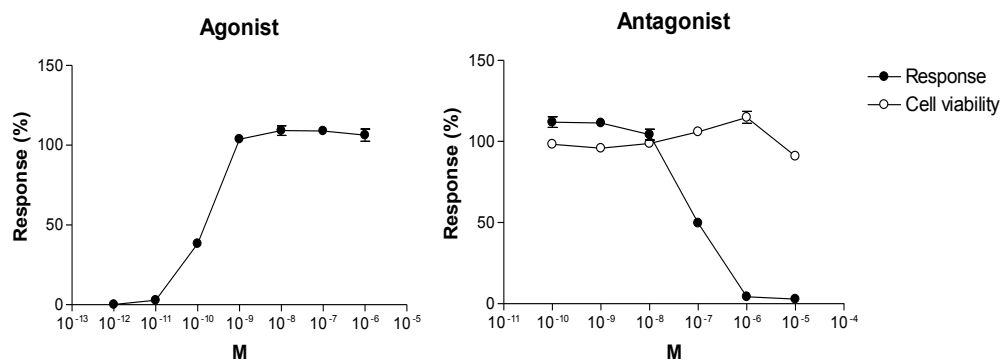 Agonist
Response (%)
150
100
50
0
10⁻¹³ 10⁻¹² 10⁻¹¹ 10⁻¹⁰ 10⁻⁹ 10⁻⁸ 10⁻⁷ 10⁻⁶ 10⁻⁵
M
Antagonist
Response (%)
150
100
50
0
10⁻¹¹ 10⁻¹⁰ 10⁻⁹ 10⁻⁸ 10⁻⁷ 10⁻⁶ 10⁻⁵ 10⁻⁴
M
Response
Cell viability